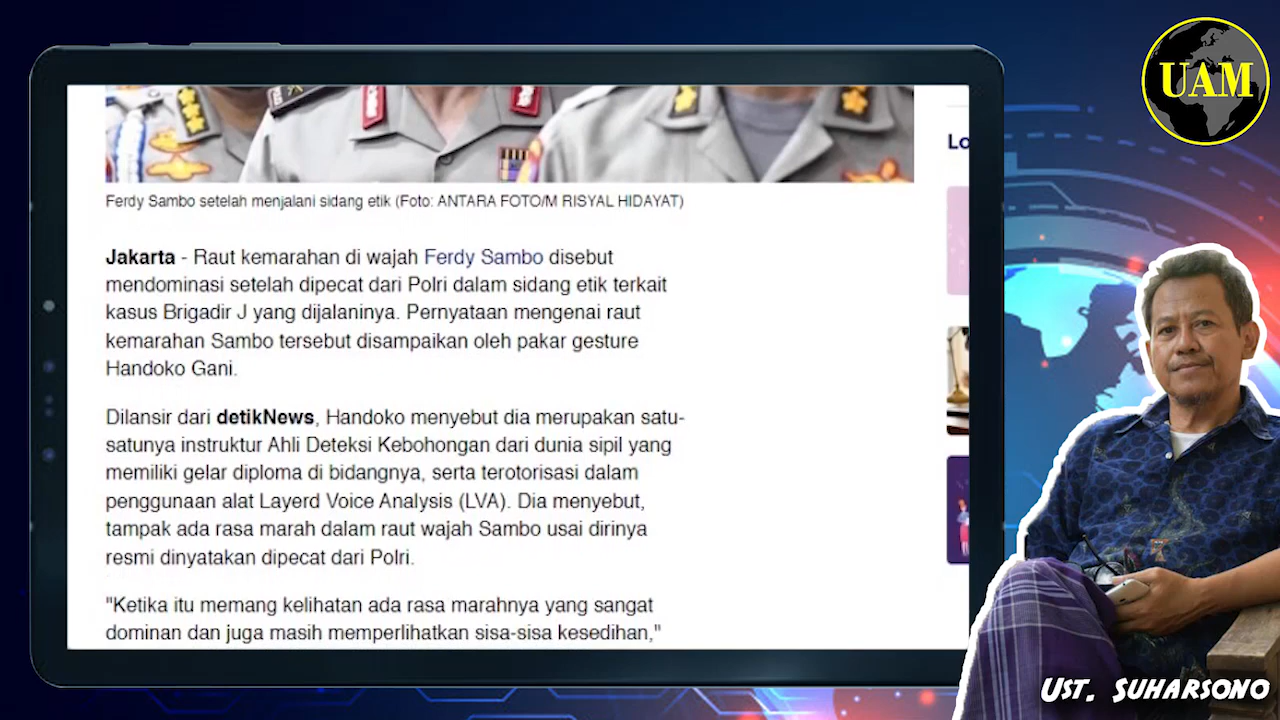 UAM
Lo
Ferdy Sambo setelah menjalani sidang etik (Foto: ANTARA FOTO/M RISYAL HIDAYAT)
Jakarta - Raut kemarahan di wajah Ferdy Sambo disebut
mendominasi setelah dipecat dari Polri dalam sidang etik terkait
kasus Brigadir J yang dijalaninya. Pernyataan mengenai raut
kemarahan Sambo tersebut disampaikan oleh pakar gesture
Handoko Gani.
Dilansir dari detikNews, Handoko menyebut dia merupakan satu-
satunya instruktur Ahli Deteksi Kebohongan dari dunia sipil yang
memiliki gelar diploma di bidangnya, serta terotorisasi dalam
penggunaan alat Layerd Voice Analysis (LVA). Dia menyebut,
tampak ada rasa marah dalam raut wajah Sambo usai dirinya
resmi dinyatakan dipecat dari Polri.
"Ketika itu memang kelihatan ada rasa marahnya yang sangat
dominan dan juga masih memperlihatkan sisa-sisa kesedihan,"
Ust. Suharsono